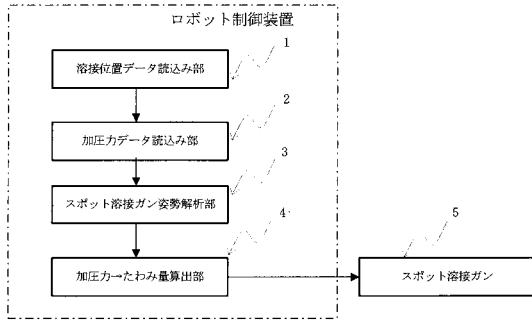 ロボット制御装置
1
溶接位置データ読込み部
2
加圧力データ読込み部
3
スポット溶接ガン姿勢解析部
4
加圧力→たわみ量算出部
5
スポット溶接ガン